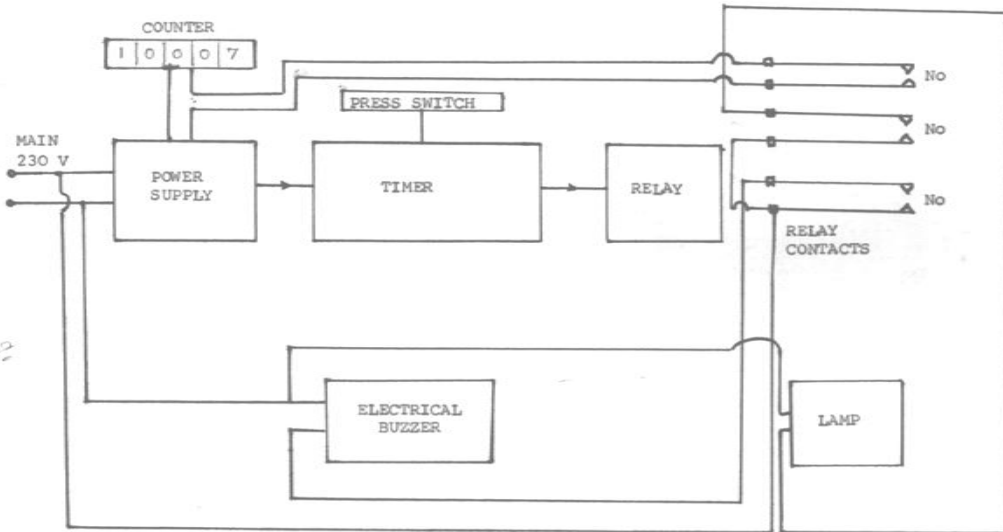 COUNTER
1 0 0 0 7
PRESS SWITCH
No
No
MAIN
230 V
POWER
SUPPLY
TIMER
RELAY
No
RELAY
CONTACTS
ELECTRICAL
BUZZER
LAMP